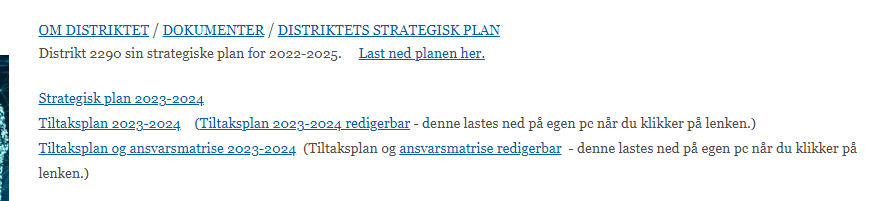 OM DISTRIKTET / DOKUMENTER / DISTRIKTETS STRATEGISK PLAN
Distrikt 2290 sin strategiske plan for 2022-2025. Last ned planen her.
Strategisk plan 2023-2024
Tiltaksplan 2023-2024 (Tiltaksplan 2023-2024 redigerbar - denne lastes ned på egen pc når du klikker på lenken.)
Tiltaksplan og ansvarsmatrise 2023-2024 (Tiltaksplan og ansvarsmatrise redigerbar - denne lastes ned på egen pc når du klikker på
lenken.)